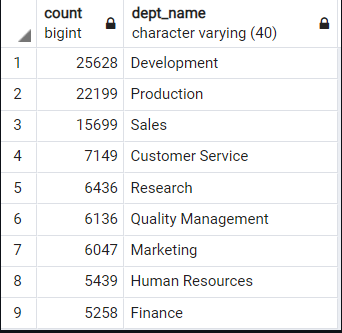 count dept_name
bigint character varying (40)
1 25628 Development
2 22199 Production
3 15699 Sales
4 7149 Customer Service
5 6436 Research
6 6136 Quality Management
7 6047 Marketing
8 5439 Human Resources
9 5258 Finance